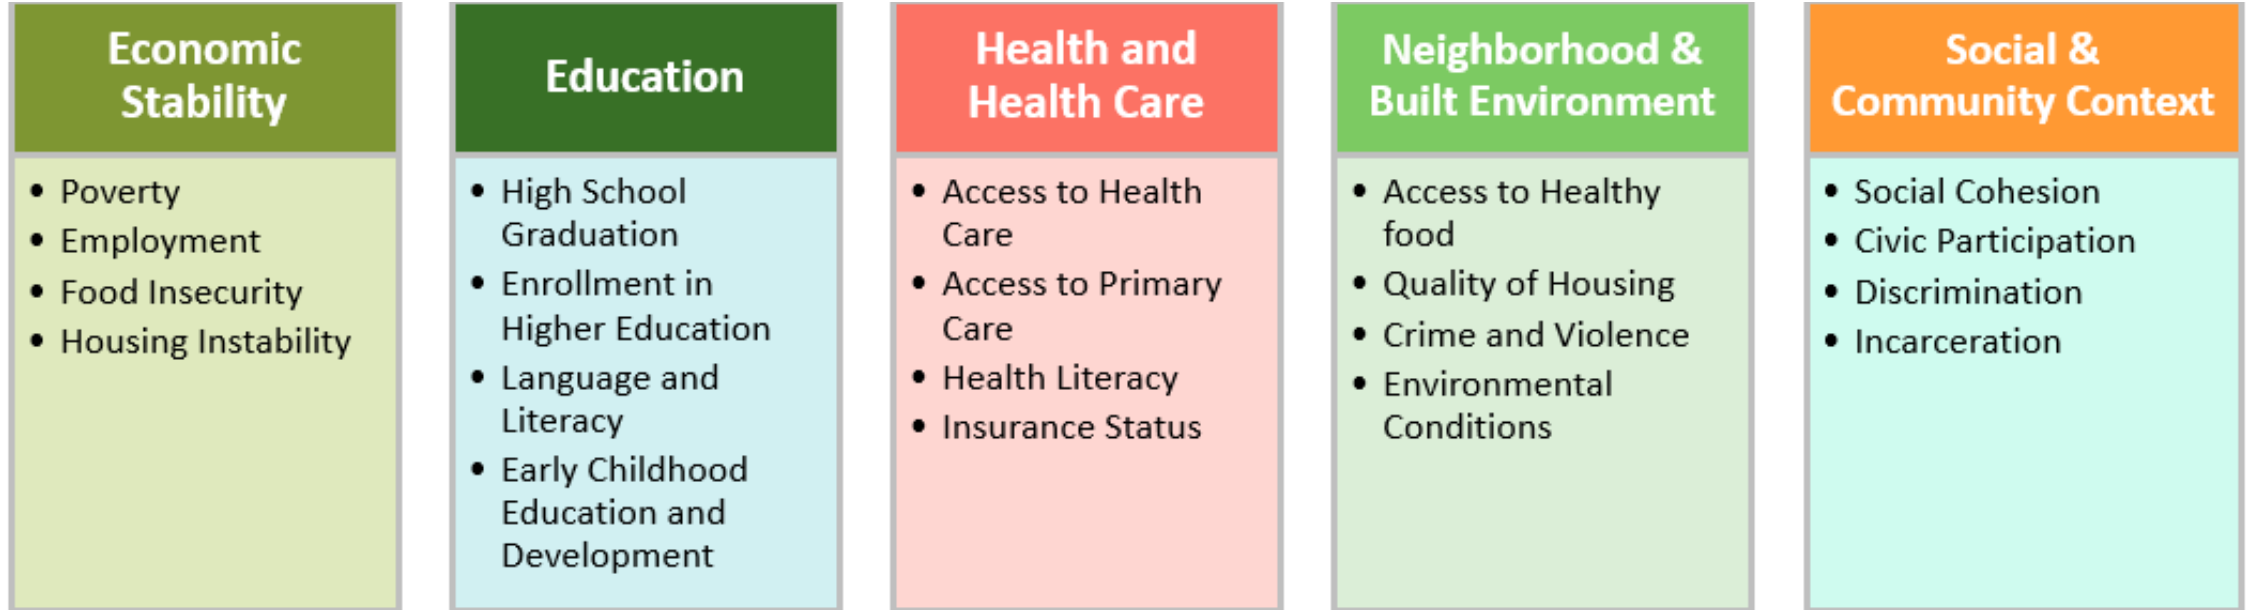 Economic
Stability
• Poverty
• Employment
• Food Insecurity
• Housing Instability
Education
• High School
Graduation
• Enrollment in
Higher Education
• Language and
Literacy
• Early Childhood
Education and
Development
Health and
Health Care
• Access to Health
Care
• Access to Primary
Care
• Health Literacy
• Insurance Status
Neighborhood &
Built Environment
• Access to Healthy
food
• Quality of Housing
• Crime and Violence
• Environmental
Conditions
Social &
Community Context
• Social Cohesion
• Civic Participation
• Discrimination
• Incarceration